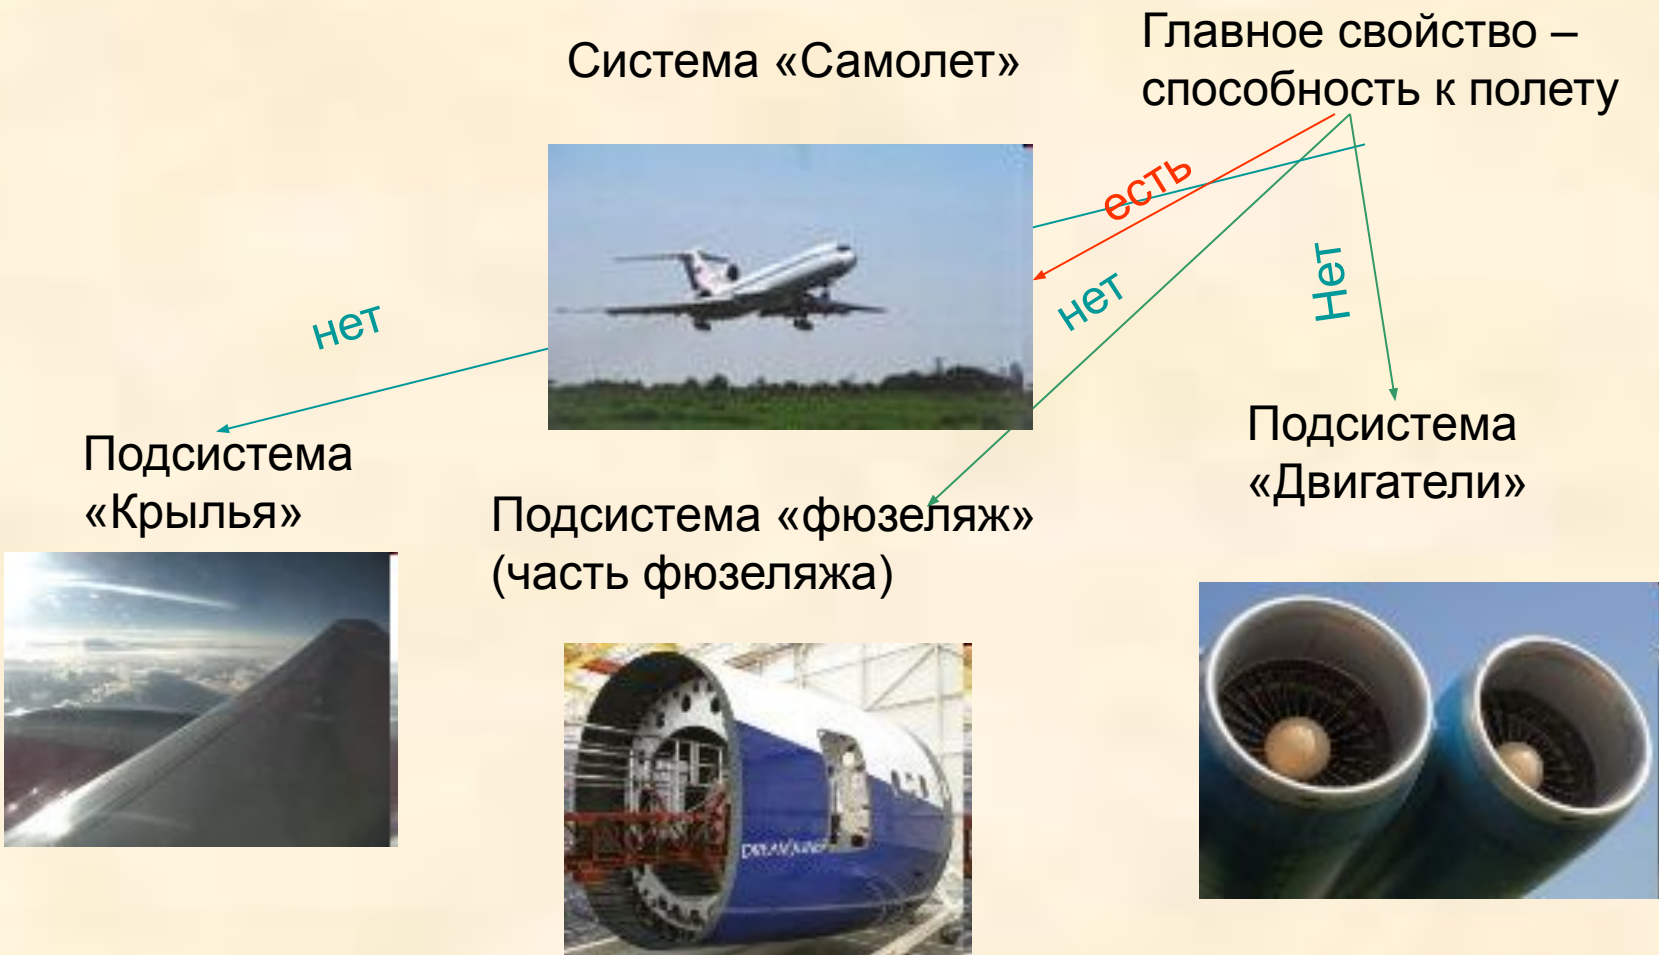 Система «Самолет»
Главное свойство –
способность к полету
есть
нет
нет
Нет
Подсистема
«Крылья»
Подсистема «фюзеляж»
(часть фюзеляжа)
Подсистема
«Двигатели»